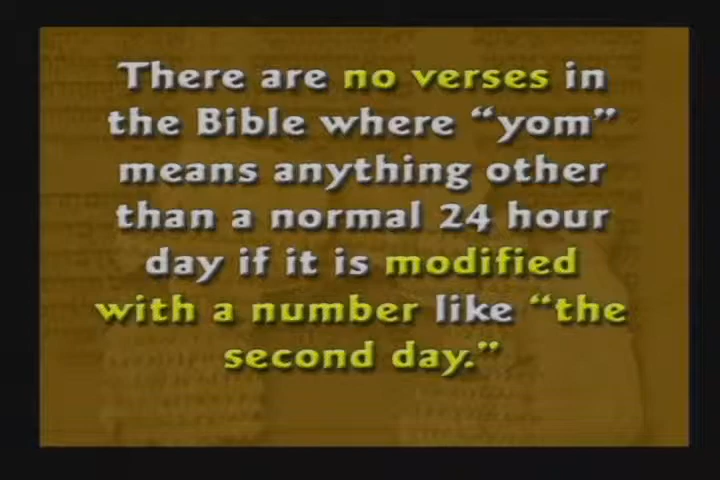 There are no verses in
the Bible where “yom”
means anything other
than a normal 24 hour
day if it is modified
with a number like “the
second day.”